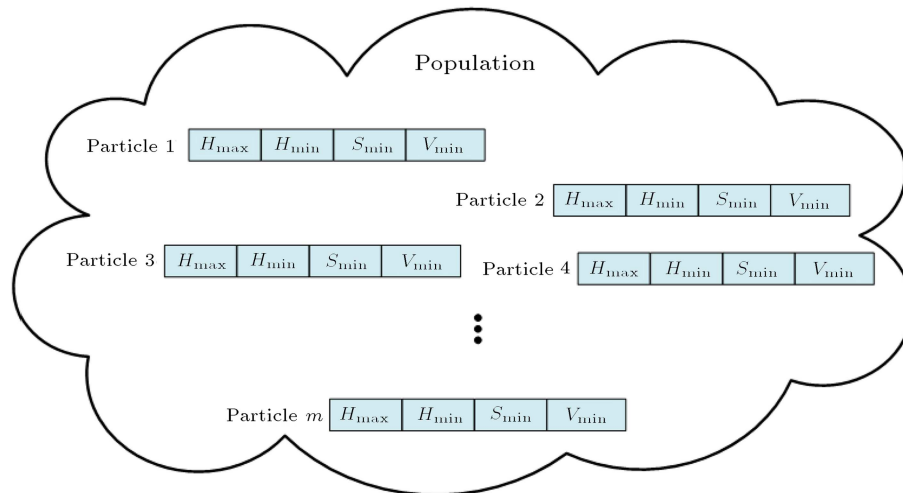 Population
Particle 1 H_max H_min S_min V_min
Particle 2 H_max H_min S_min V_min
Particle 3 H_max H_min S_min V_min
Particle 4 H_max H_min S_min V_min
Particle m H_max H_min S_min V_min